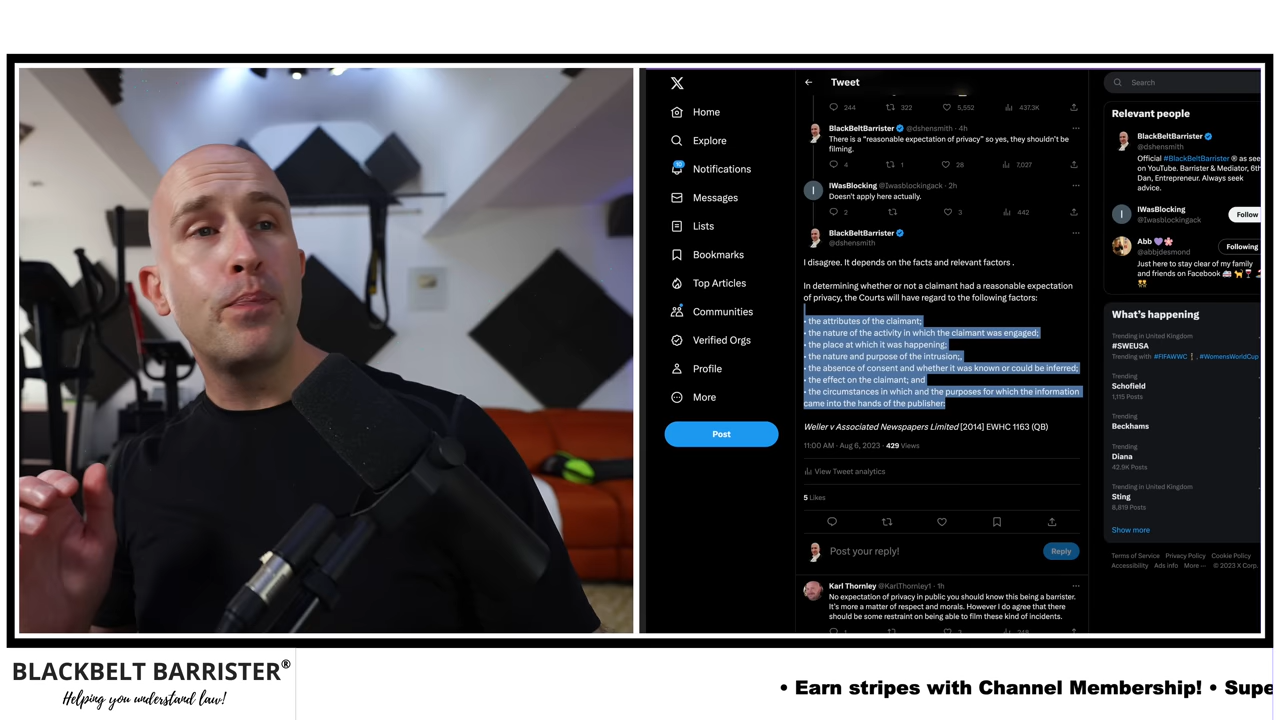 Tweet
Home
Explore
Notifications
Messages
Lists
Bookmarks
Top Articles
Communities
Verified Orgs
Profile
More
Post
244 322 5,552 437.3K
BlackBeltBarrister @dshensmith · 4h
There is a “reasonable expectation of privacy” so yes, they shouldn’t be
filming.
4 1 28 7,027
I
IWasBlocking @Iwasblockingack · 2h
Doesn't apply here actually.
2 3 442
BlackBeltBarrister
@dshensmith
I disagree. It depends on the facts and relevant factors .
In determining whether or not a claimant had a reasonable expectation
of privacy, the Courts will have regard to the following factors:
• the attributes of the claimant;
• the nature of the activity in which the claimant was engaged;
• the place at which it was happening;
• the nature and purpose of the intrusion;,
• the absence of consent and whether it was known or could be inferred;
• the effect on the claimant; and
• the circumstances in which and the purposes for which the information
came into the hands of the publisher:
Weller v Associated Newspapers Limited [2014] EWHC 1163 (QB)
11:00 AM · Aug 6, 2023 · 429 Views
View Tweet analytics
5 Likes
Post your reply!
Reply
Karl Thornley @KarlThornley1 · 1h
No expectation of privacy in public you should know this being a barrister.
It's more a matter of respect and morals. However I do agree that there
should be some restraint on being able to film these kind of incidents.
Search
Relevant people
BlackBeltBarrister
@dshensmith
Official #BlackBeltBarrister ® as see
on YouTube. Barrister & Mediator, 6th
Dan, Entrepreneur. Always seek
advice.
I
IWasBlocking
@Iwasblockingack
Follow
Abb
@abbjdesmond
Following
Just here to stay clear of my family
and friends on Facebook
What’s happening
Trending in United Kingdom
#SWEUSA
Trending with #FIFAWWC , #WomensWorldCup
Trending
Schofield
1,115 Posts
Trending
Beckhams
Trending
Diana
42.9K Posts
Trending in United Kingdom
Sting
8,819 Posts
Show more
Terms of Service Privacy Policy Cookie Policy
Accessibility Ads info More ··· © 2023 X Corp.
BLACKBELT BARRISTER®
Helping you understand law!
• Earn stripes with Channel Membership! • Supe